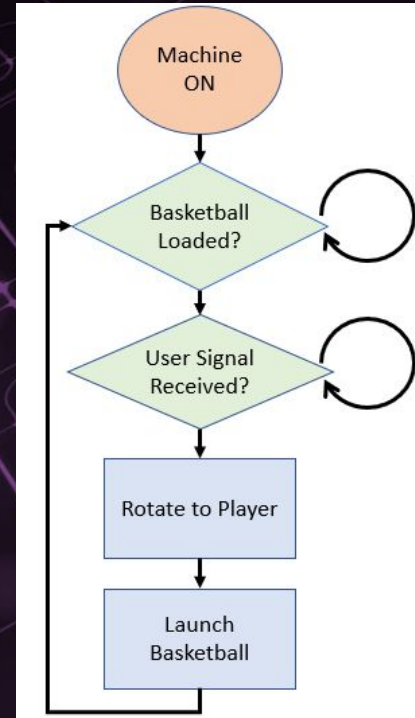 Machine
ON
Basketball
Loaded?
User Signal
Received?
Rotate to Player
Launch
Basketball